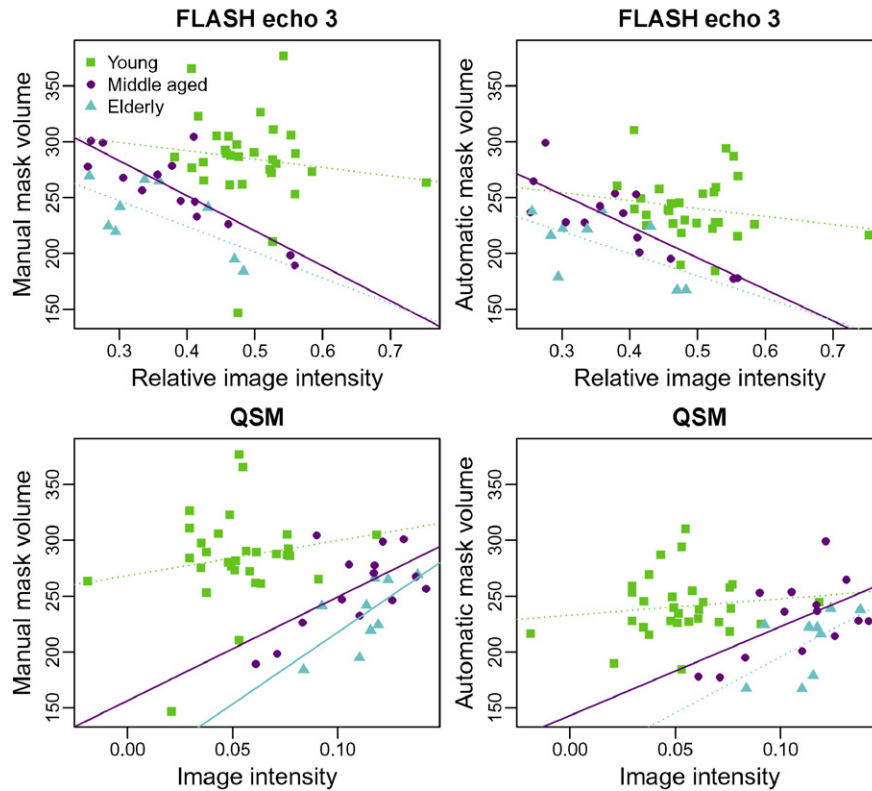 FLASH echo 3
FLASH echo 3
Manual mask volume
150 200 250 300 350
Young
Middle aged
Elderly
0.3 0.4 0.5 0.6 0.7
Relative image intensity
Automatic mask volume
150 200 250 300 350
0.3 0.4 0.5 0.6 0.7
Relative image intensity
QSM
QSM
Manual mask volume
150 200 250 300 350
0.00 0.05 0.10
Image intensity
Automatic mask volume
150 200 250 300 350
0.00 0.05 0.10
Image intensity